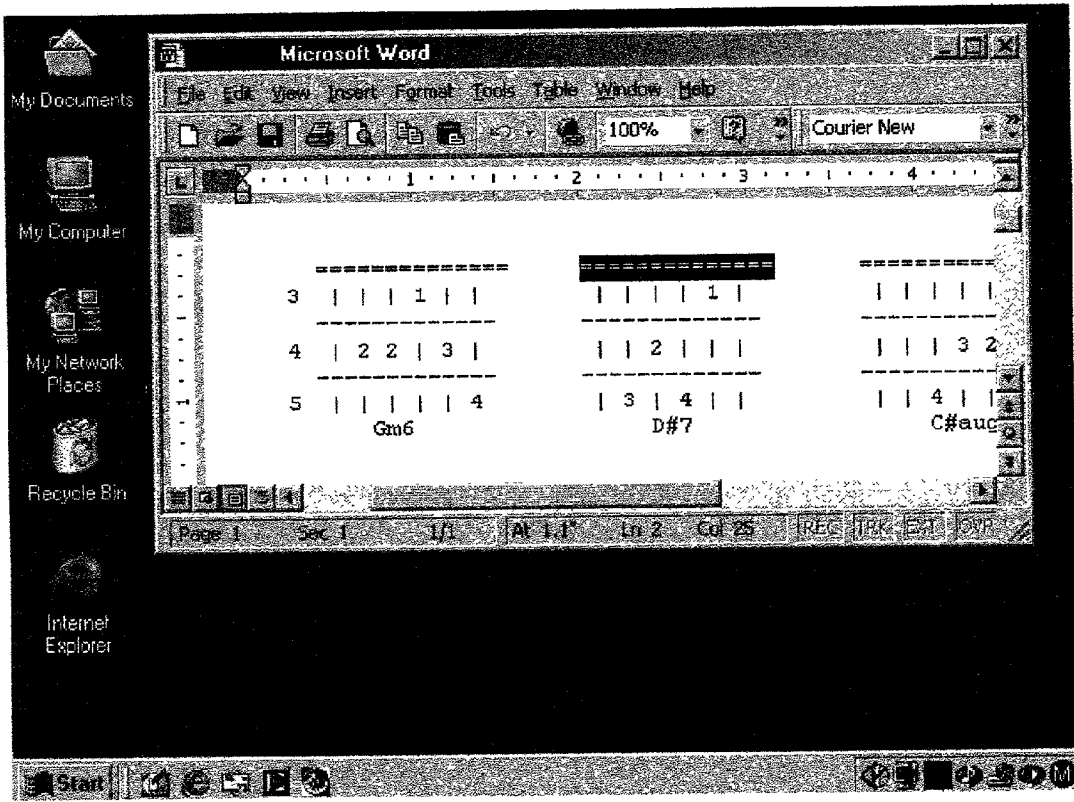 My Documents
My Computer
My Network
Places
Recycle Bin
Internet
Explorer
Microsoft Word
File Edit View Insert Format Tools Table Window Help
100% Courier New
1 2 3 4
============== ============== ==========
3 | | | 1 | | | | | | 1 | | | | | |
------------- ------------- ----------
4 | 2 2 | 3 | | | 2 | | | | | | 3 2
------------- ------------- ----------
5 | | | | | 4 | 3 | 4 | | | | 4 | |
Gm6 D#7 C#aug
1
Page 1 Sec 1 1/1 At 1.1" Ln 2 Col 25 REC TRK EXT OVR
Start